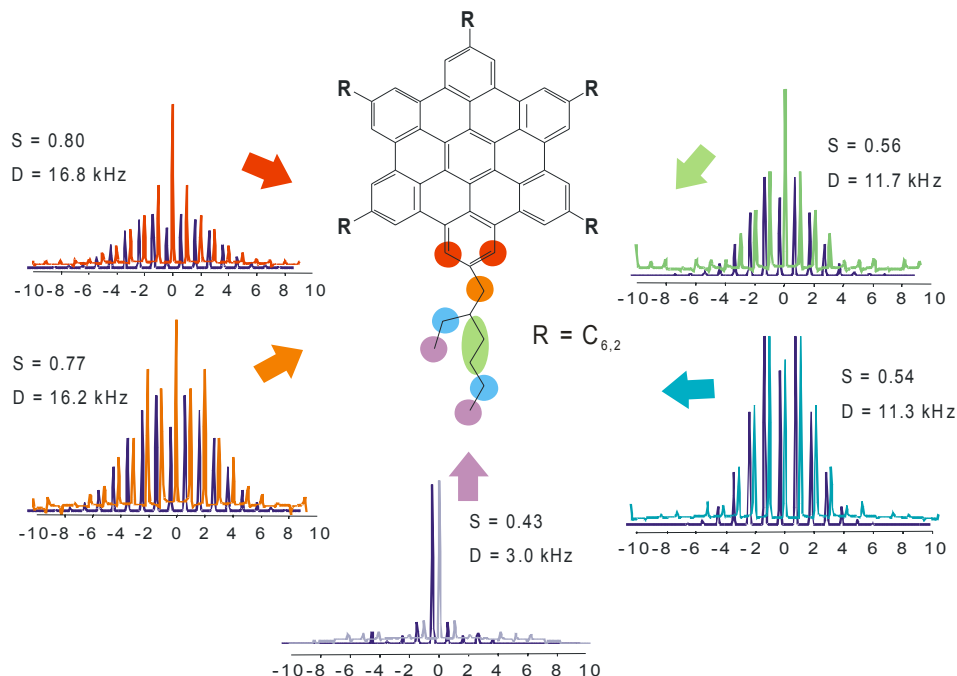 R
R
R
S = 0.80
D = 16.8 kHz
S = 0.56
D = 11.7 kHz
R
R
-10 -8 -6 -4 -2 0 2 4 6 8 10
-10 -8 -6 -4 -2 0 2 4 6 8 10
R = C6,2
S = 0.77
D = 16.2 kHz
S = 0.54
D = 11.3 kHz
-10 -8 -6 -4 -2 0 2 4 6 8 10
-10 -8 -6 -4 -2 0 2 4 6 8 10
S = 0.43
D = 3.0 kHz
-10 -8 -6 -4 -2 0 2 4 6 8 10